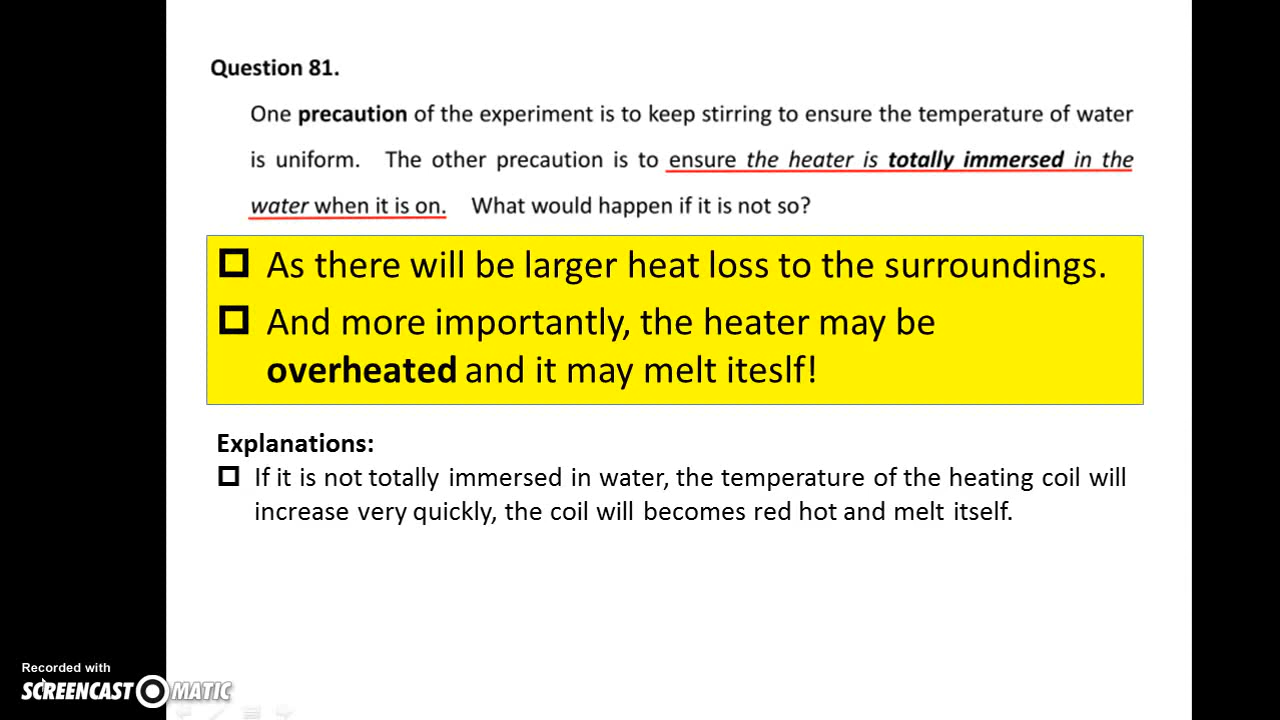 Question 81.
One precaution of the experiment is to keep stirring to ensure the temperature of water
is uniform. The other precaution is to ensure the heater is totally immersed in the
water when it is on. What would happen if it is not so?
As there will be larger heat loss to the surroundings.
And more importantly, the heater may be
overheated and it may melt iteslf!
Explanations:
If it is not totally immersed in water, the temperature of the heating coil will
increase very quickly, the coil will becomes red hot and melt itself.
Recorded with
SCREENCAST MATIC